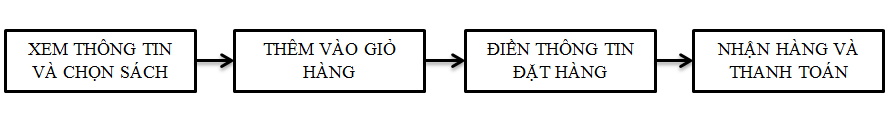 XEM THÔNG TIN
VÀ CHỌN SÁCH
THÊM VÀO GIỎ
HÀNG
ĐIỀN THÔNG TIN
ĐẶT HÀNG
NHẬN HÀNG VÀ
THANH TOÁN